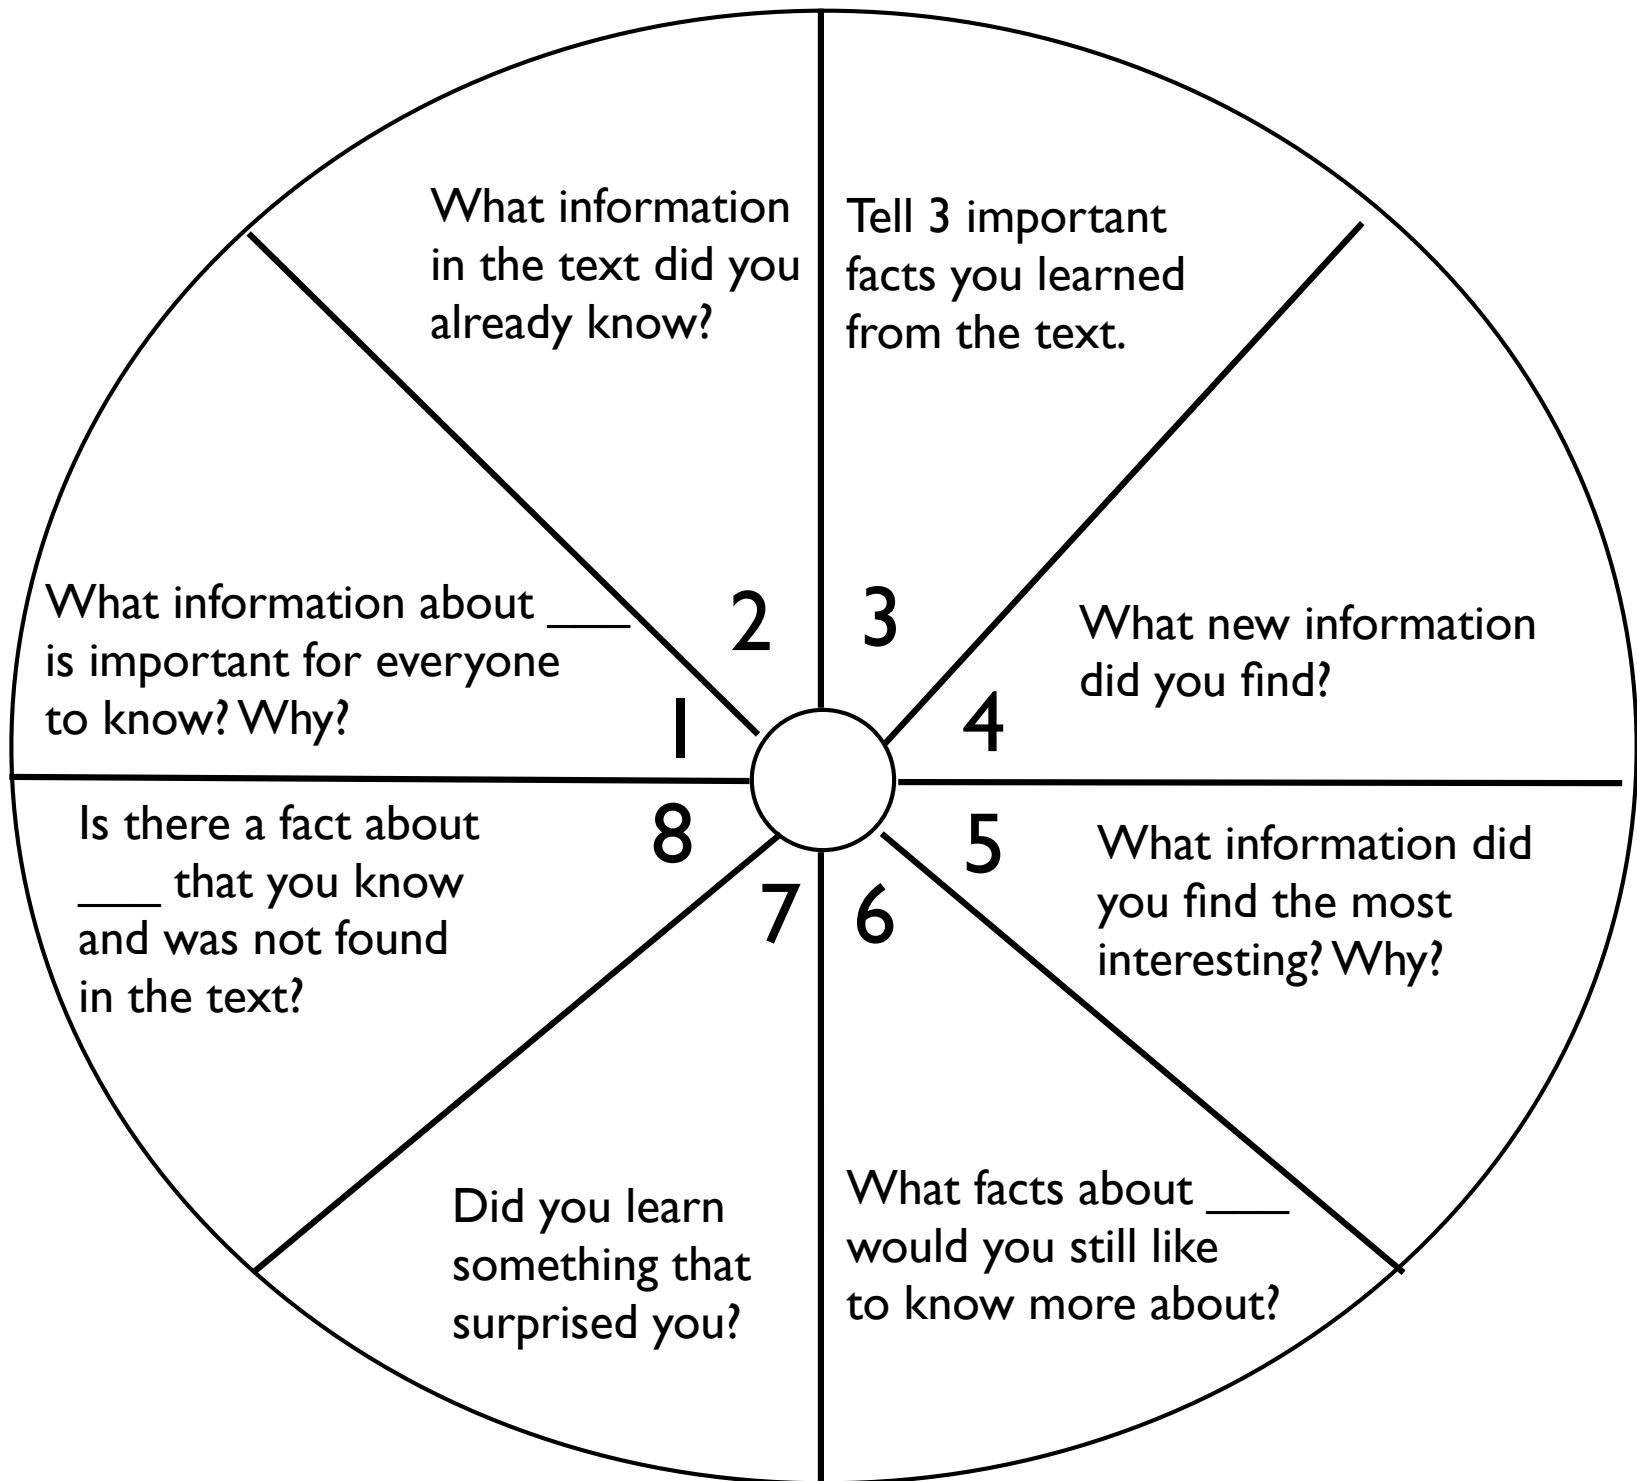 What information about ____
is important for everyone
to know? Why?
1
What information
in the text did you
already know?
2
Tell 3 important
facts you learned
from the text.
3
What new information
did you find?
4
What information did
you find the most
interesting? Why?
5
What facts about ____
would you still like
to know more about?
6
Did you learn
something that
surprised you?
7
Is there a fact about
____ that you know
and was not found
in the text?
8